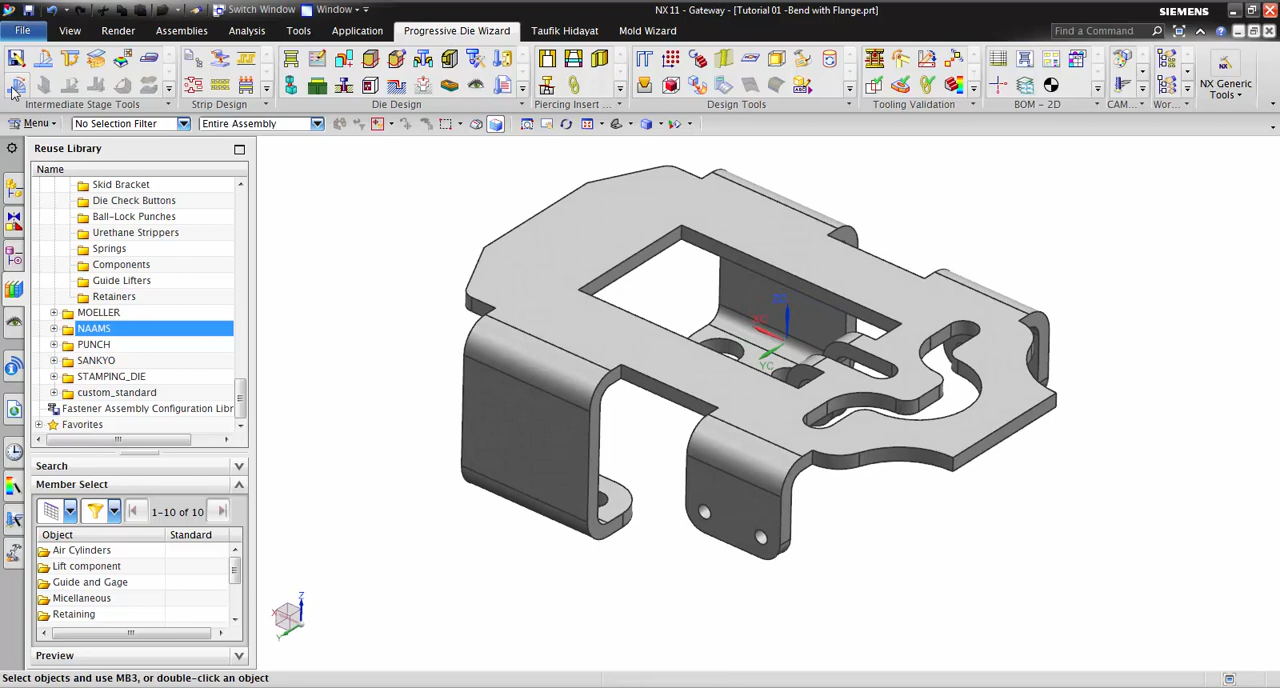 Switch Window
Window
NX 11 - Gateway - [Tutorial 01 -Bend with Flange.prt]
SIEMENS
File
View
Render
Assemblies
Analysis
Tools
Application
Progressive Die Wizard
Taufik Hidayat
Mold Wizard
Find a Command
Intermediate Stage Tools
Strip Design
Die Design
Piercing Insert ...
Design Tools
Tooling Validation
BOM - 2D
CAM...
Wor...
NX Generic
Tools
Menu
No Selection Filter
Entire Assembly
Reuse Library
Name
Skid Bracket
Die Check Buttons
Ball-Lock Punches
Urethane Strippers
Springs
Components
Guide Lifters
Retainers
MOELLER
NAAMS
PUNCH
SANKYO
STAMPING_DIE
custom_standard
Fastener Assembly Configuration Libr
Favorites
Search
Member Select
1-10 of 10
Object
Standard
Air Cylinders
Lift component
Guide and Gage
Micellaneous
Retaining
Preview
XC
YC
Z
X
Y
Select objects and use MB3, or double-click an object